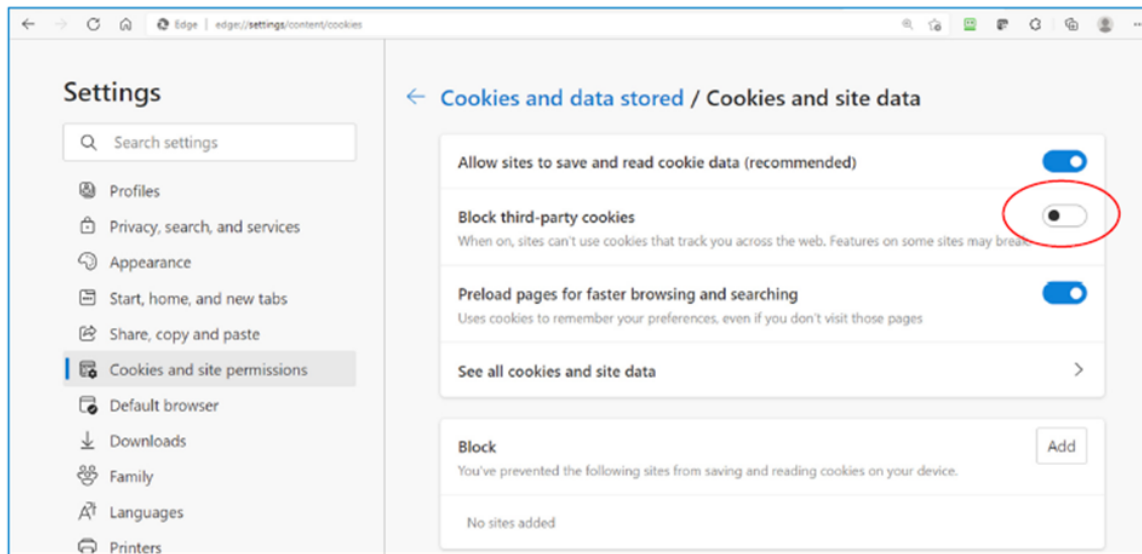 Edge | edge://settings/content/cookies
Settings
Search settings
Profiles
Privacy, search, and services
Appearance
Start, home, and new tabs
Share, copy and paste
Cookies and site permissions
Default browser
Downloads
Family
Languages
Printers
Cookies and data stored / Cookies and site data
Allow sites to save and read cookie data (recommended)
Block third-party cookies
When on, sites can't use cookies that track you across the web. Features on some sites may break.
Preload pages for faster browsing and searching
Uses cookies to remember your preferences, even if you don't visit those pages
See all cookies and site data
Block
Add
You've prevented the following sites from saving and reading cookies on your device.
No sites added